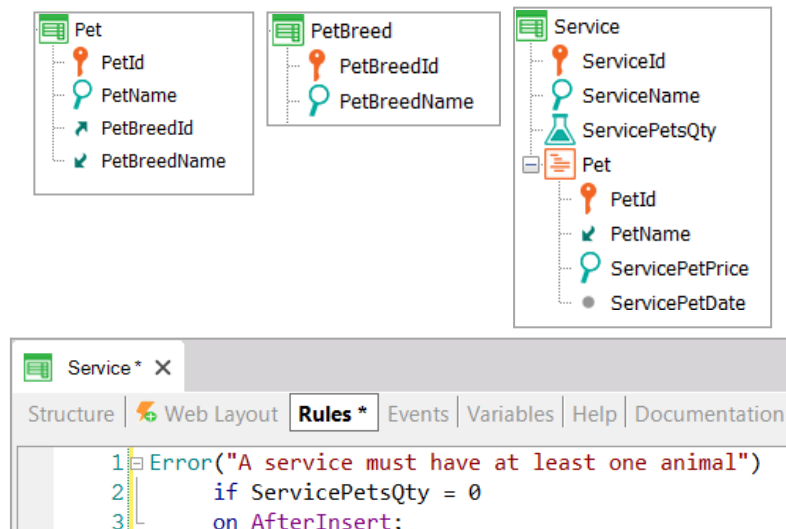 Pet
PetId
PetName
PetBreedId
PetBreedName
PetBreed
PetBreedId
PetBreedName
Service
ServiceId
ServiceName
ServicePetsQty
Pet
PetId
PetName
ServicePetPrice
ServicePetDate
Service*
Structure Web Layout Rules * Events Variables Help Documentation
1 Error("A service must have at least one animal")
2 if ServicePetsQty = 0
3 on AfterInsert;